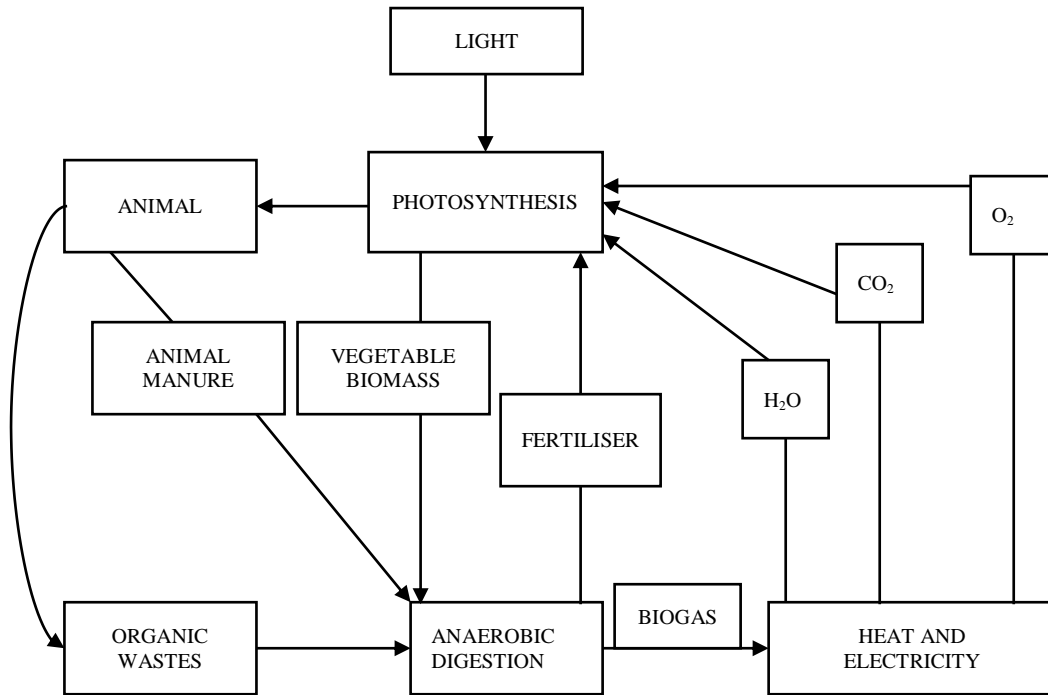 LIGHT
PHOTOSYNTHESIS
ANIMAL
O₂
CO₂
ANIMAL
MANURE
VEGETABLE
BIOMASS
H₂O
FERTILISER
BIOGAS
ORGANIC
WASTES
ANAEROBIC
DIGESTION
HEAT AND
ELECTRICITY